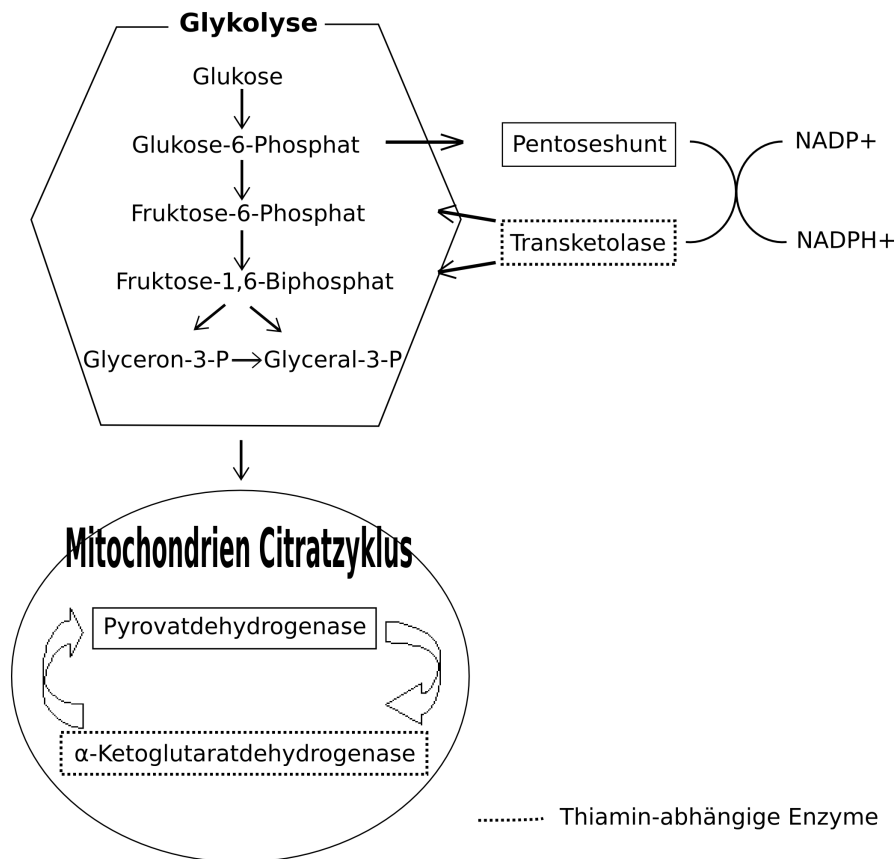 Glykolyse
Glukose
Glukose-6-Phosphat
Pentoseshunt
NADP+
Fruktose-6-Phosphat
Transketolase
NADPH+
Fruktose-1,6-Biphosphat
Glyceron-3-P
Glyceral-3-P
Mitochondrien Citratzyklus
Pyrovatdehydrogenase
α-Ketoglutaratdehydrogenase
Thiamin-abhängige Enzyme